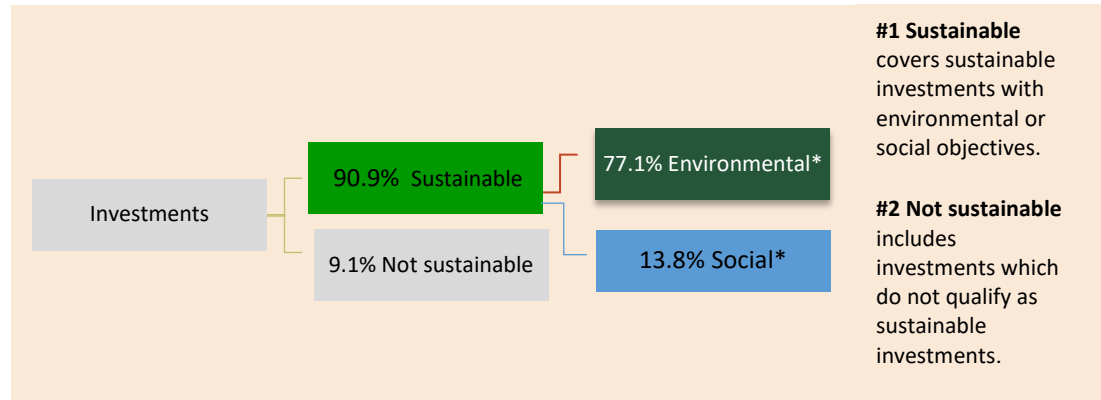 Investments
90.9% Sustainable
9.1% Not sustainable
77.1% Environmental*
13.8% Social*
#1 Sustainable
covers sustainable
investments with
environmental or
social objectives.
#2 Not sustainable
includes
investments which
do not qualify as
sustainable
investments.